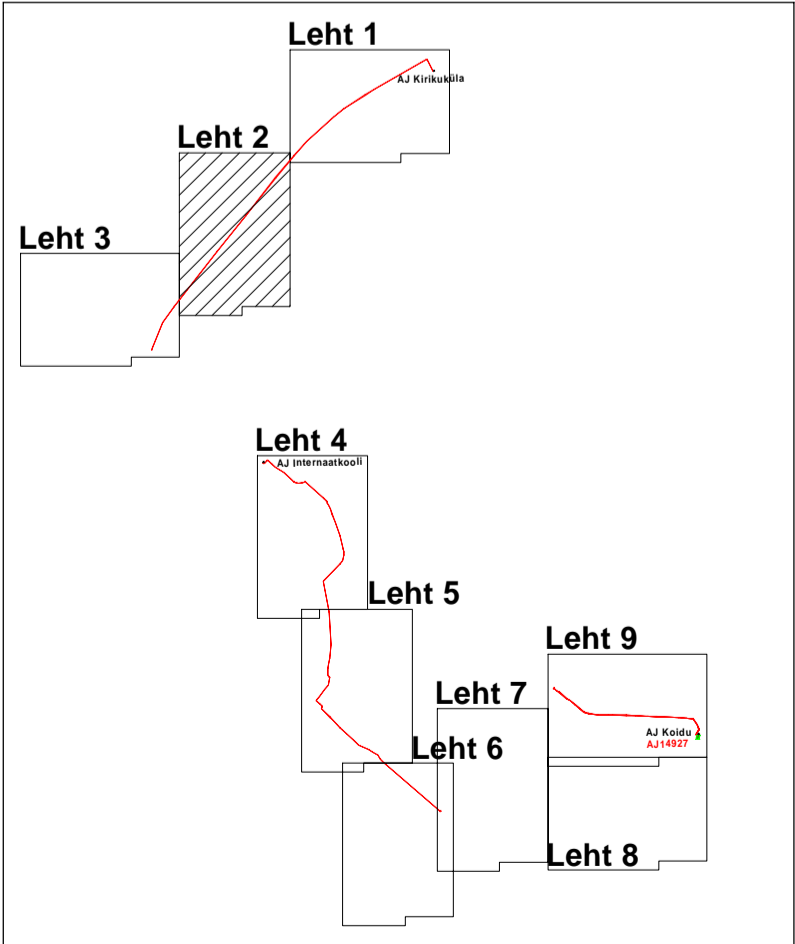 Leht 1
AJ Kirikuküla
Leht 2
Leht 3
Leht 4
AJ Internaatkooli
Leht 5
Leht 9
Leht 7
AJ Koidu
AJ14927
Leht 6
Leht 8